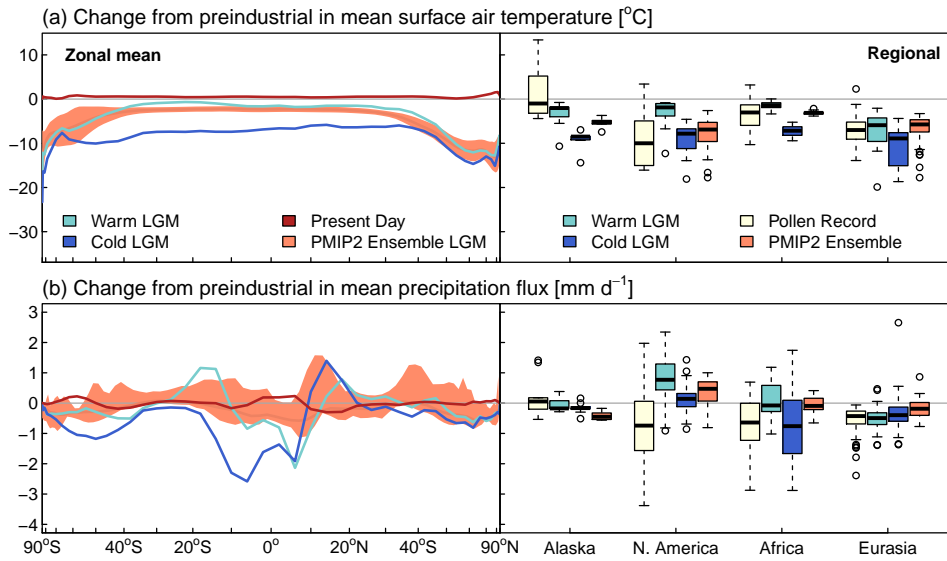 (a) Change from preindustrial in mean surface air temperature [°C]
Zonal mean
Regional
10
0
−10
−20
−30
Warm LGM
Present Day
Cold LGM
PMIP2 Ensemble LGM
Warm LGM
Pollen Record
Cold LGM
PMIP2 Ensemble
(b) Change from preindustrial in mean precipitation flux [mm d⁻¹]
3
2
1
0
−1
−2
−3
−4
90°S 40°S 20°S 0° 20°N 40°S 90°N
Alaska N. America Africa Eurasia